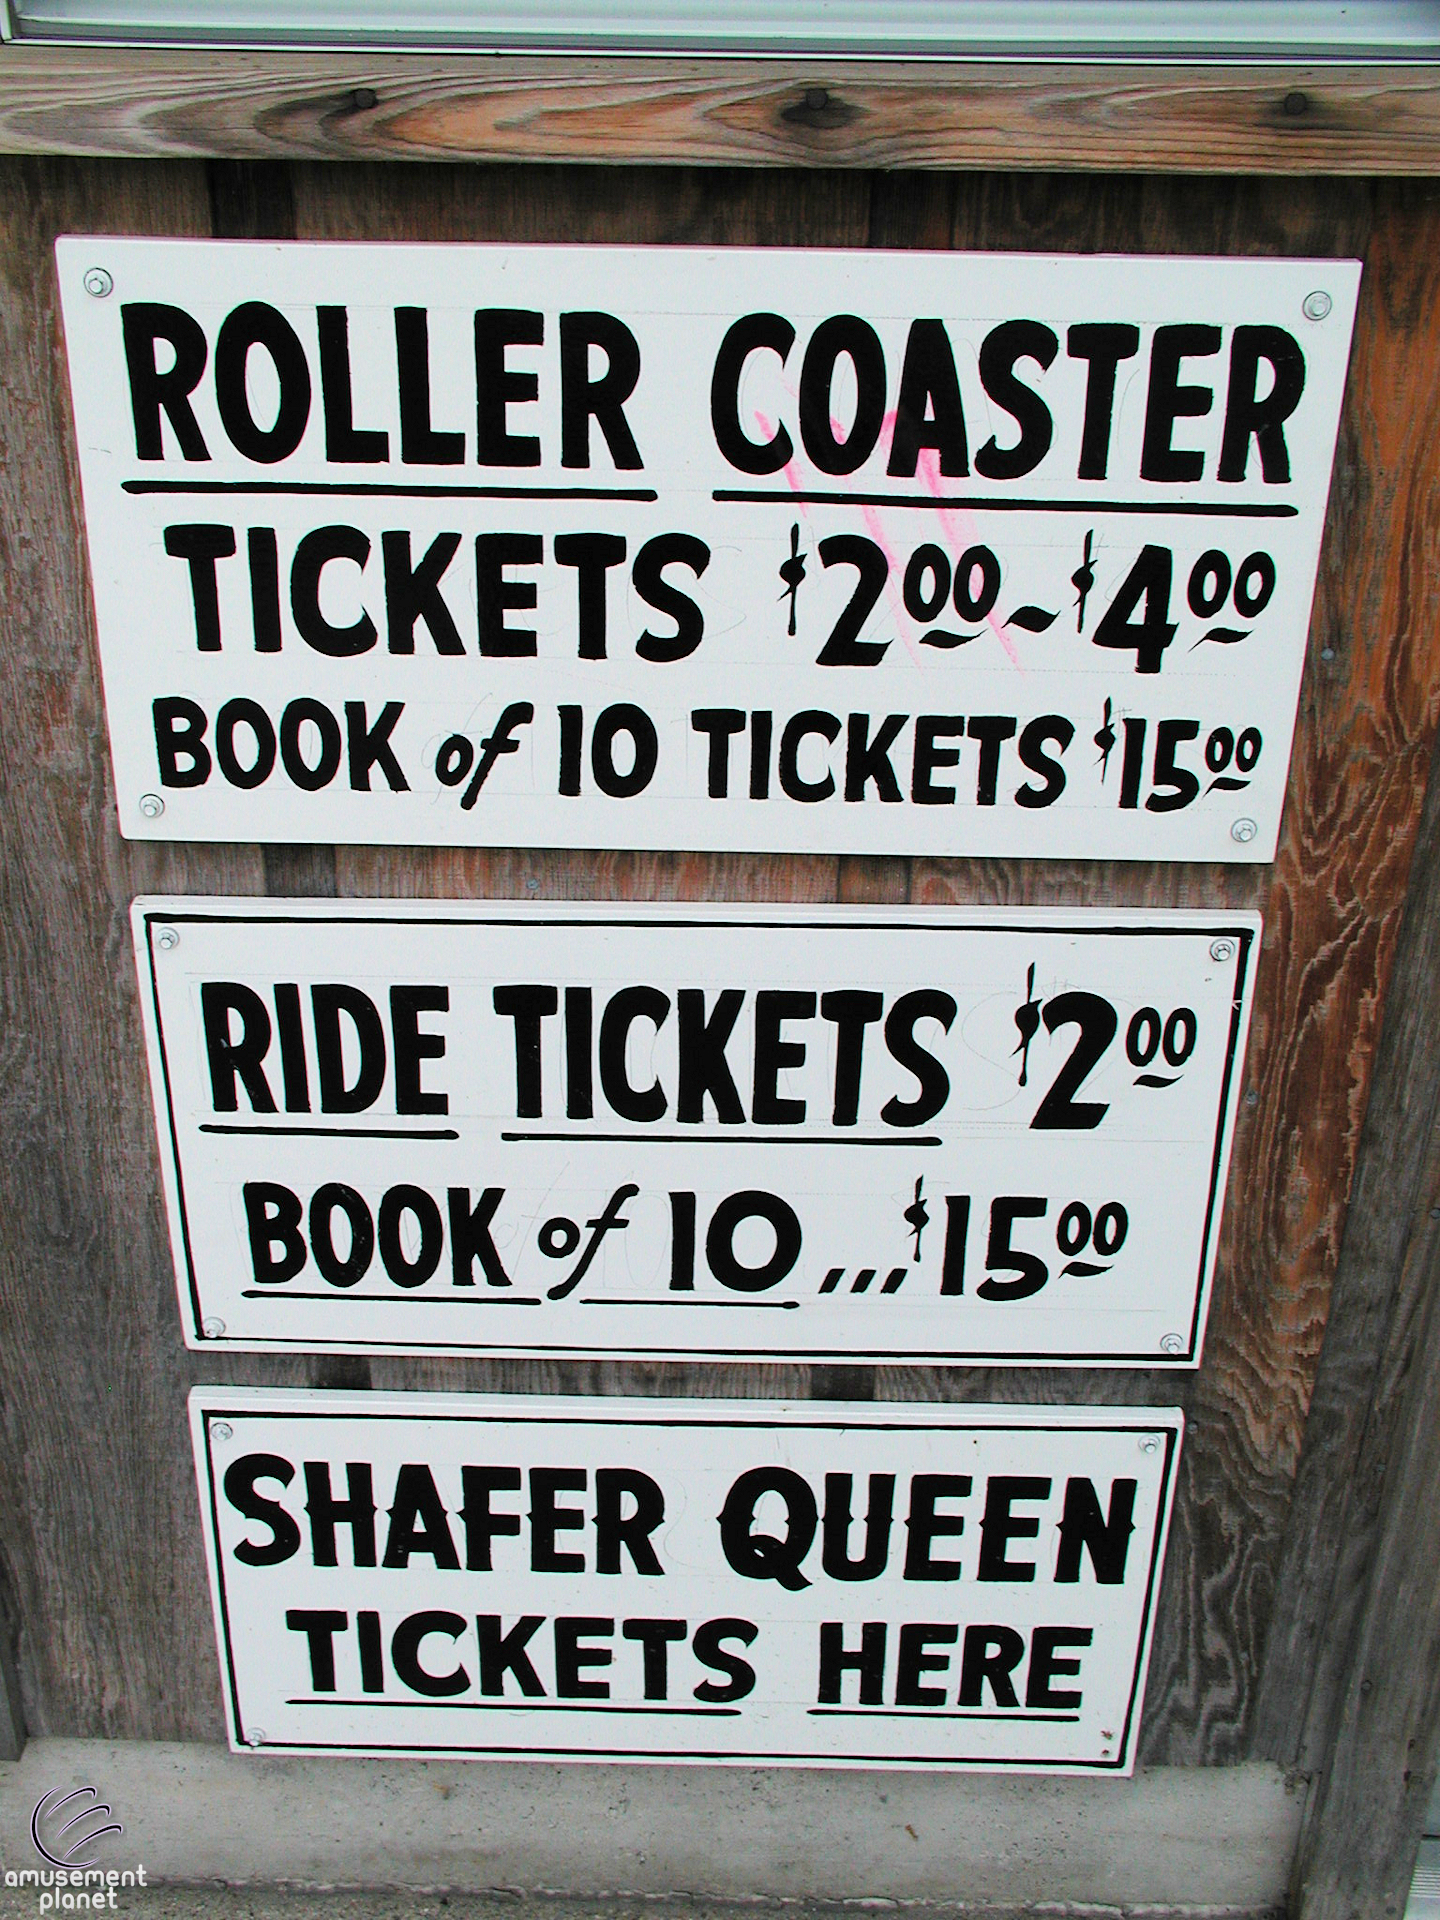 ROLLER COASTER
TICKETS $2.00 ~ $4.00
BOOK of 10 TICKETS $15.00
RIDE TICKETS $2.00
BOOK of 10 ... $15.00
SHAFER QUEEN
TICKETS HERE
amusement
planet